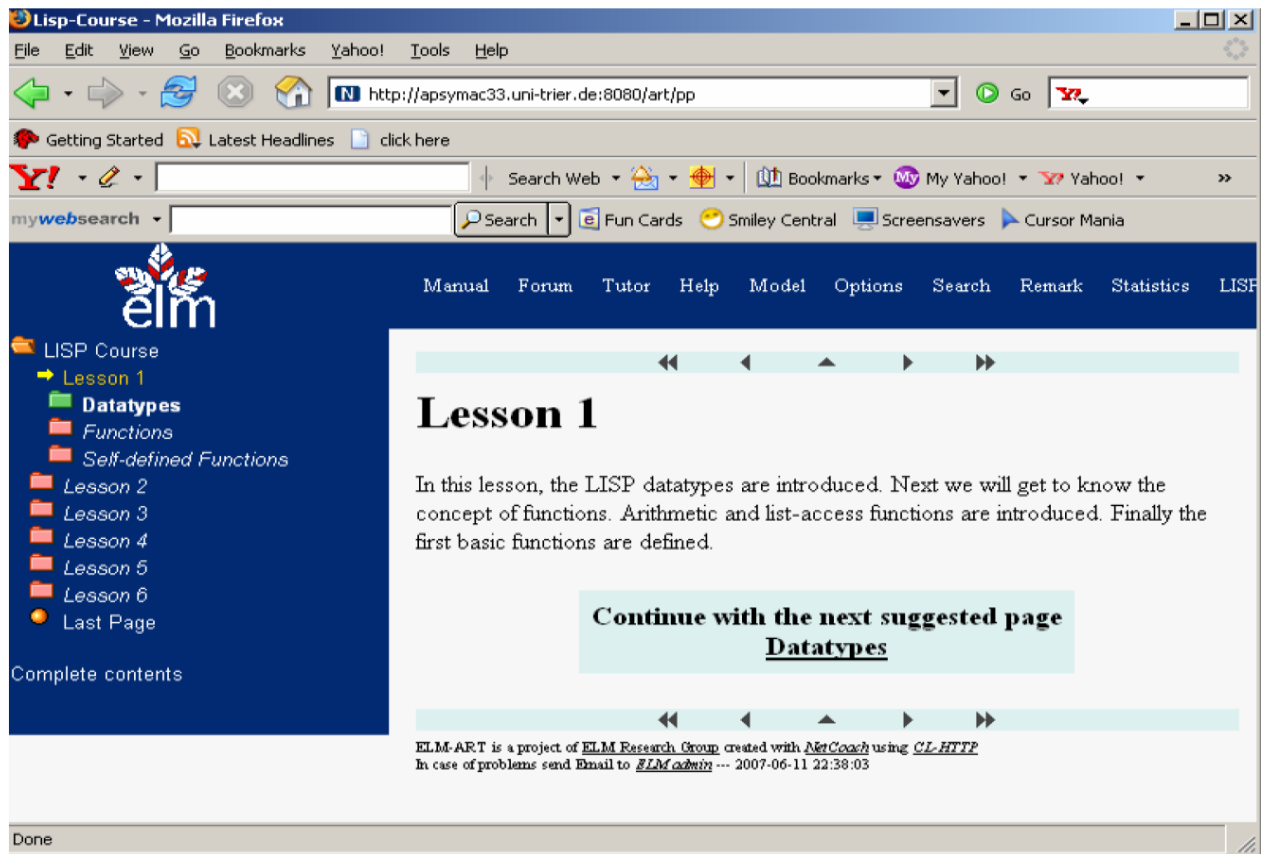 Lisp-Course - Mozilla Firefox
File Edit View Go Bookmarks Yahoo! Tools Help
http://apsymac33.uni-trier.de:8080/art/pp Go
Getting Started Latest Headlines click here
Y! Search Web Bookmarks My Yahoo! Yahoo! »
mywebsearch Search Fun Cards Smiley Central Screensavers Cursor Mania
elm
Manual Forum Tutor Help Model Options Search Remark Statistics LISP
LISP Course
Lesson 1
Datatypes
Functions
Self-defined Functions
Lesson 2
Lesson 3
Lesson 4
Lesson 5
Lesson 6
Last Page
Complete contents
Lesson 1
In this lesson, the LISP datatypes are introduced. Next we will get to know the
concept of functions. Arithmetic and list-access functions are introduced. Finally the
first basic functions are defined.
Continue with the next suggested page
Datatypes
ELM-ART is a project of ELM Research Group created with NetCoach using CL-HTTP
In case of problems send Email to ELM admin --- 2007-06-11 22:38:03
Done